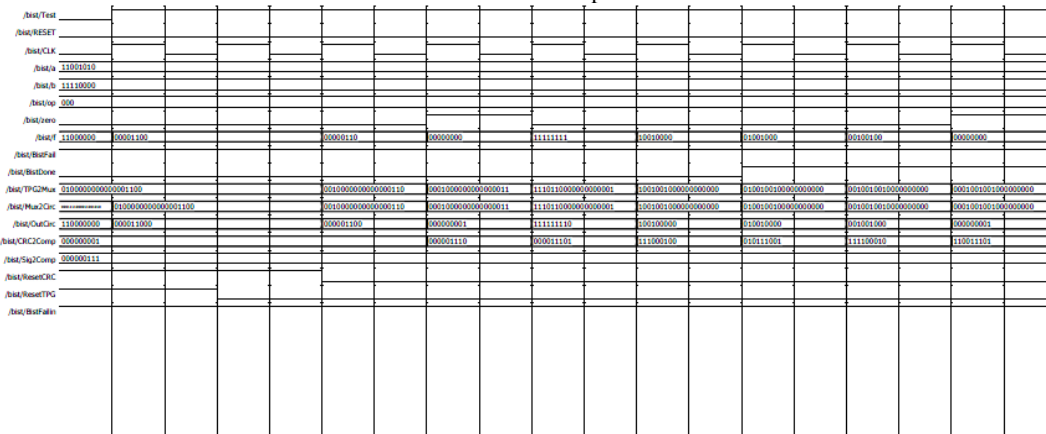 /bist/Test
/bist/RESET
/bist/CLK
/bist/a 11001010
/bist/b 11110000
/bist/op 000
/bist/zero
/bist/f 11000000 00001100 00000110 00000000 11111111 10010000 01001000 00100100 00000000
/bist/BistFail
/bist/BistDone
/bist/TPG2Mux 0100000000000001100 0010000000000000110 0001000000000000011 1110110000000000001 1001001000000000000 0100100100000000000 0010010010000000000 0001001001000000000
/bist/Mux2Circ 0100000000000001100 0010000000000000110 0001000000000000011 1110110000000000001 1001001000000000000 0100100100000000000 0010010010000000000 0001001001000000000
/bist/OutCirc 110000000 000011000 000001100 000000001 111111110 100100000 010010000 001001000 000000001
/bist/CRC2Comp 000000001 000001110 000011101 111000100 010111001 111100010 110011101
/bist/Sig2Comp 000000111
/bist/ResetCRC
/bist/ResetTPG
/bist/BistFailin